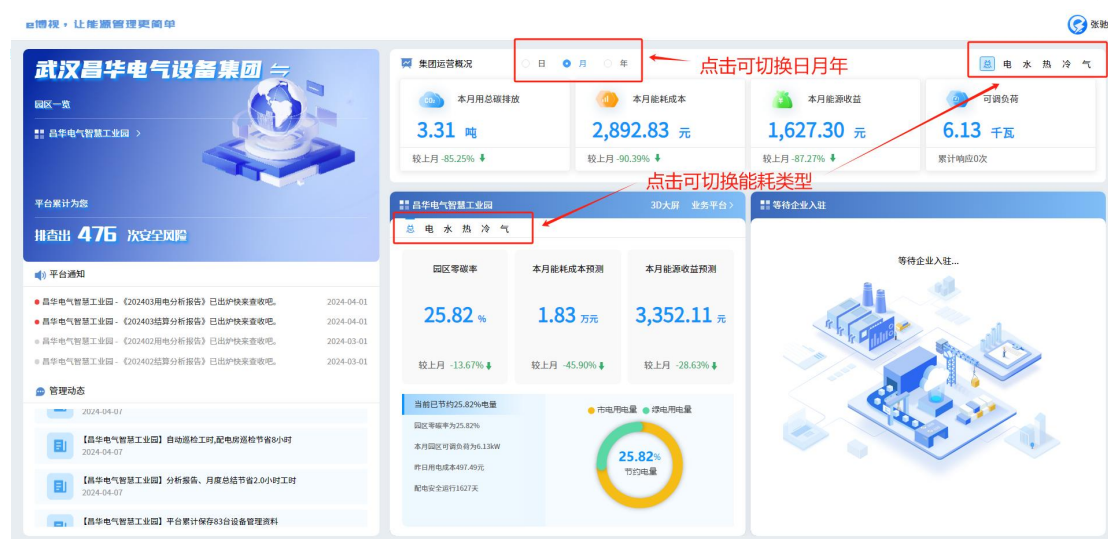 e博视，让能源管理更简单
张驰
武汉昌华电气设备集团
园区一览
昌华电气智慧工业园 >
平台累计为您
排查出 476 次安全风险
平台通知
昌华电气智慧工业园 -《202403用电分析报告》已出炉快来查收吧。 2024-04-01
昌华电气智慧工业园 -《202403结算分析报告》已出炉快来查收吧。 2024-04-01
昌华电气智慧工业园 -《202402用电分析报告》已出炉快来查收吧。 2024-03-01
昌华电气智慧工业园 -《202402结算分析报告》已出炉快来查收吧。 2024-03-01
管理动态
2024-04-07
【昌华电气智慧工业园】自动巡检工时,配电房巡检节省8小时
2024-04-07
【昌华电气智慧工业园】分析报告、月度总结节省2.0小时工时
2024-04-07
【昌华电气智慧工业园】平台累计保存83台设备管理资料
集团运营概况 日 月 年
点击可切换日月年
总 电 水 热 冷 气
CO₂ 本月用总碳排放
3.31 吨
较上月 -85.25%
本月能耗成本
2,892.83 元
较上月 -90.39%
本月能源收益
1,627.30 元
较上月 -87.27%
可调负荷
6.13 千瓦
累计响应0次
点击可切换能耗类型
昌华电气智慧工业园 3D大屏 业务平台 >
总 电 水 热 冷 气
园区零碳率
25.82 %
较上月 -13.67%
本月能耗成本预测
1.83 万元
较上月 -45.90%
本月能源收益预测
3,352.11 元
较上月 -28.63%
当前已节约25.82%电量
园区零碳率为25.82%
本月园区可调负荷为6.13kW
昨日用电成本497.49元
配电安全运行1627天
市电用电量 绿电用电量
25.82%
节约电量
等待企业入驻
等待企业入驻...